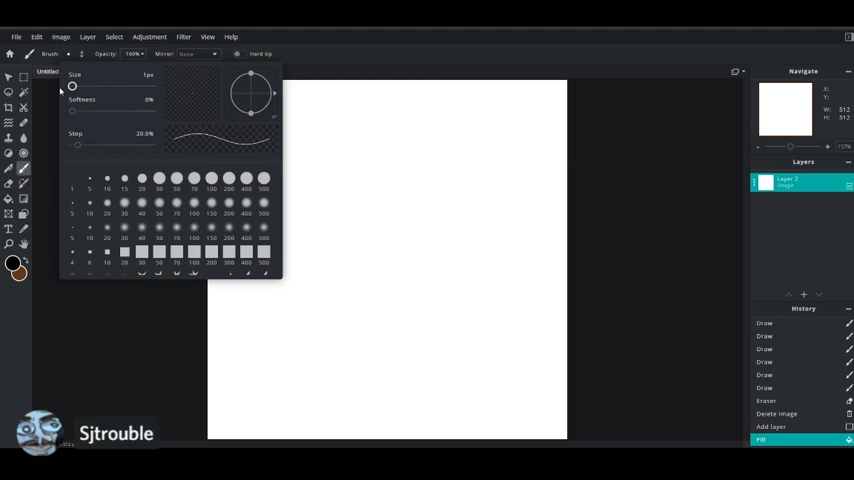 File Edit Image Layer Select Adjustment Filter View Help
Brush: Opacity: 100% Mirror: None Hard tip
Untitled
Size 1px
Softness 0%
0°
Step 20.0%
1 5 10 15 20 30 50 70 100 200 400 500
5 10 20 30 40 50 70 100 150 200 400 500
5 10 20 30 40 50 70 100 150 200 400 500
4 6 10 20 30 50 70 100 200 300 400 500
Navigate
X:
Y:
W: 512
H: 512
- + 157%
Layers
Layer 2
Image
History
Draw
Draw
Draw
Draw
Draw
Draw
Eraser
Delete image
Add layer
Fill
Sjtrouble